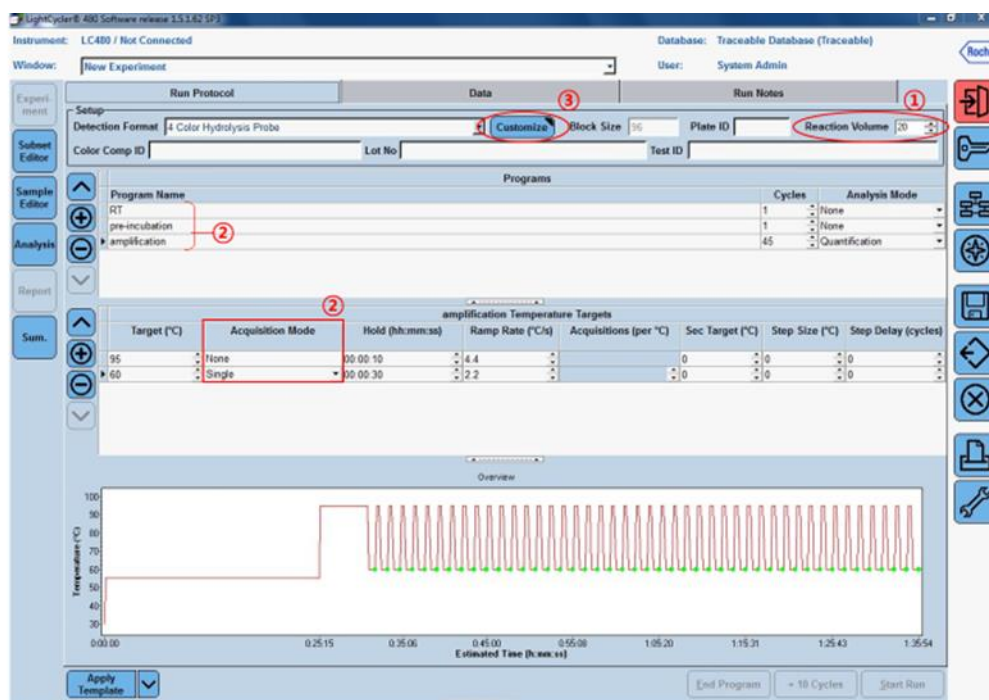 LightCycler® 480 Software release 1.5.1.62 SP3
Instrument: LC480 / Not Connected Database: Traceable Database (Traceable)
Window: New Experiment User: System Admin
Roch
Experi-
ment
Subset
Editor
Sample
Editor
Analysis
Report
Sum.
Run Protocol Data Run Notes
Setup ③ ①
Detection Format 4 Color Hydrolysis Probe Customize Block Size 96 Plate ID Reaction Volume 20
Color Comp ID Lot No Test ID
Programs
Program Name Cycles Analysis Mode
RT 1 None
pre-incubation ② 1 None
amplification 45 Quantification
②
amplification Temperature Targets
Target (°C) Acquisition Mode Hold (hh:mm:ss) Ramp Rate (°C/s) Acquisitions (per °C) Sec Target (°C) Step Size (°C) Step Delay (cycles)
95 None 00:00:10 4.4 0 0 0
60 Single 00:00:30 2.2 0 0 0
Overview
Temperature (°C)
100
90
80
70
60
50
40
30
0:00:00 0:25:15 0:35:06 0:45:00 0:55:08 1:05:20 1:15:31 1:25:43 1:35:54
Estimated Time (h:mm:ss)
Apply
Template
End Program + 10 Cycles Start Run